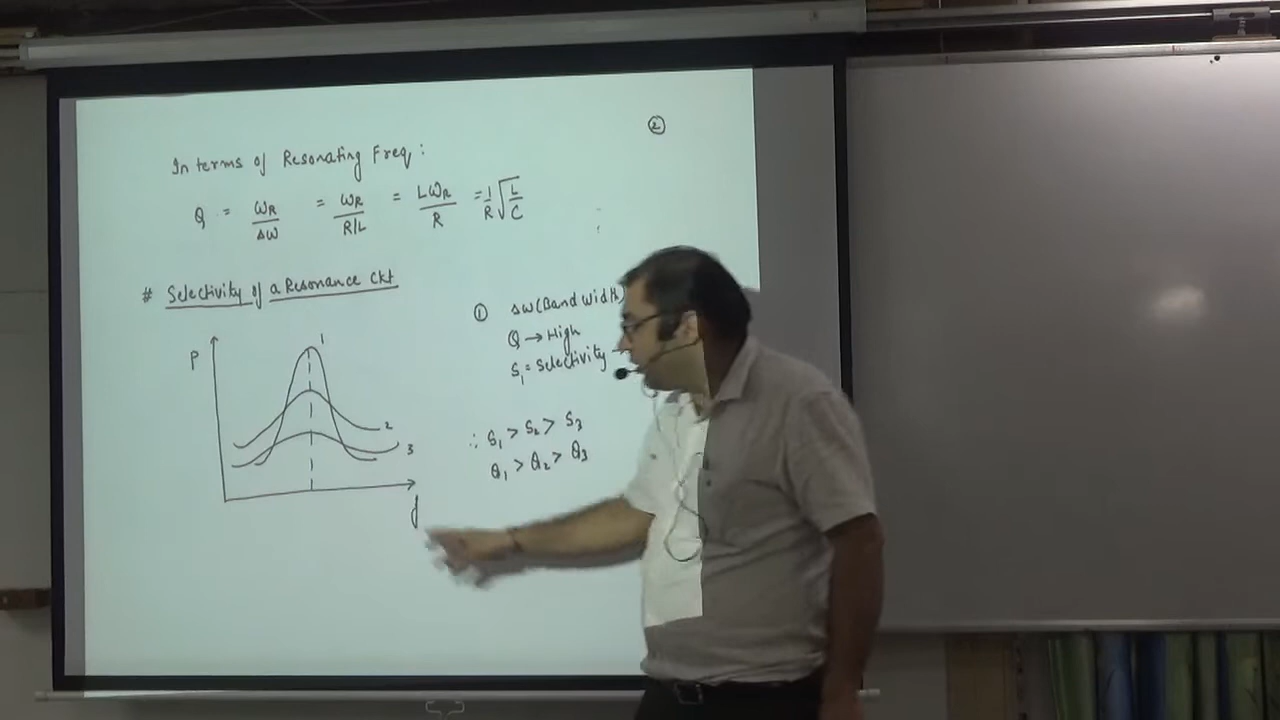 ②
In terms of Resonating Freq :
Q = ωR/Δω = ωR/R/L = LωR/R = 1/R √L/C
# Selectivity of a Resonance Ckt
① Δω (Band Width)
Q → High
S₁ = Selectivity →
∴ S₁ > S₂ > S₃
Q₁ > Q₂ > Q₃
P
1
2
3
f